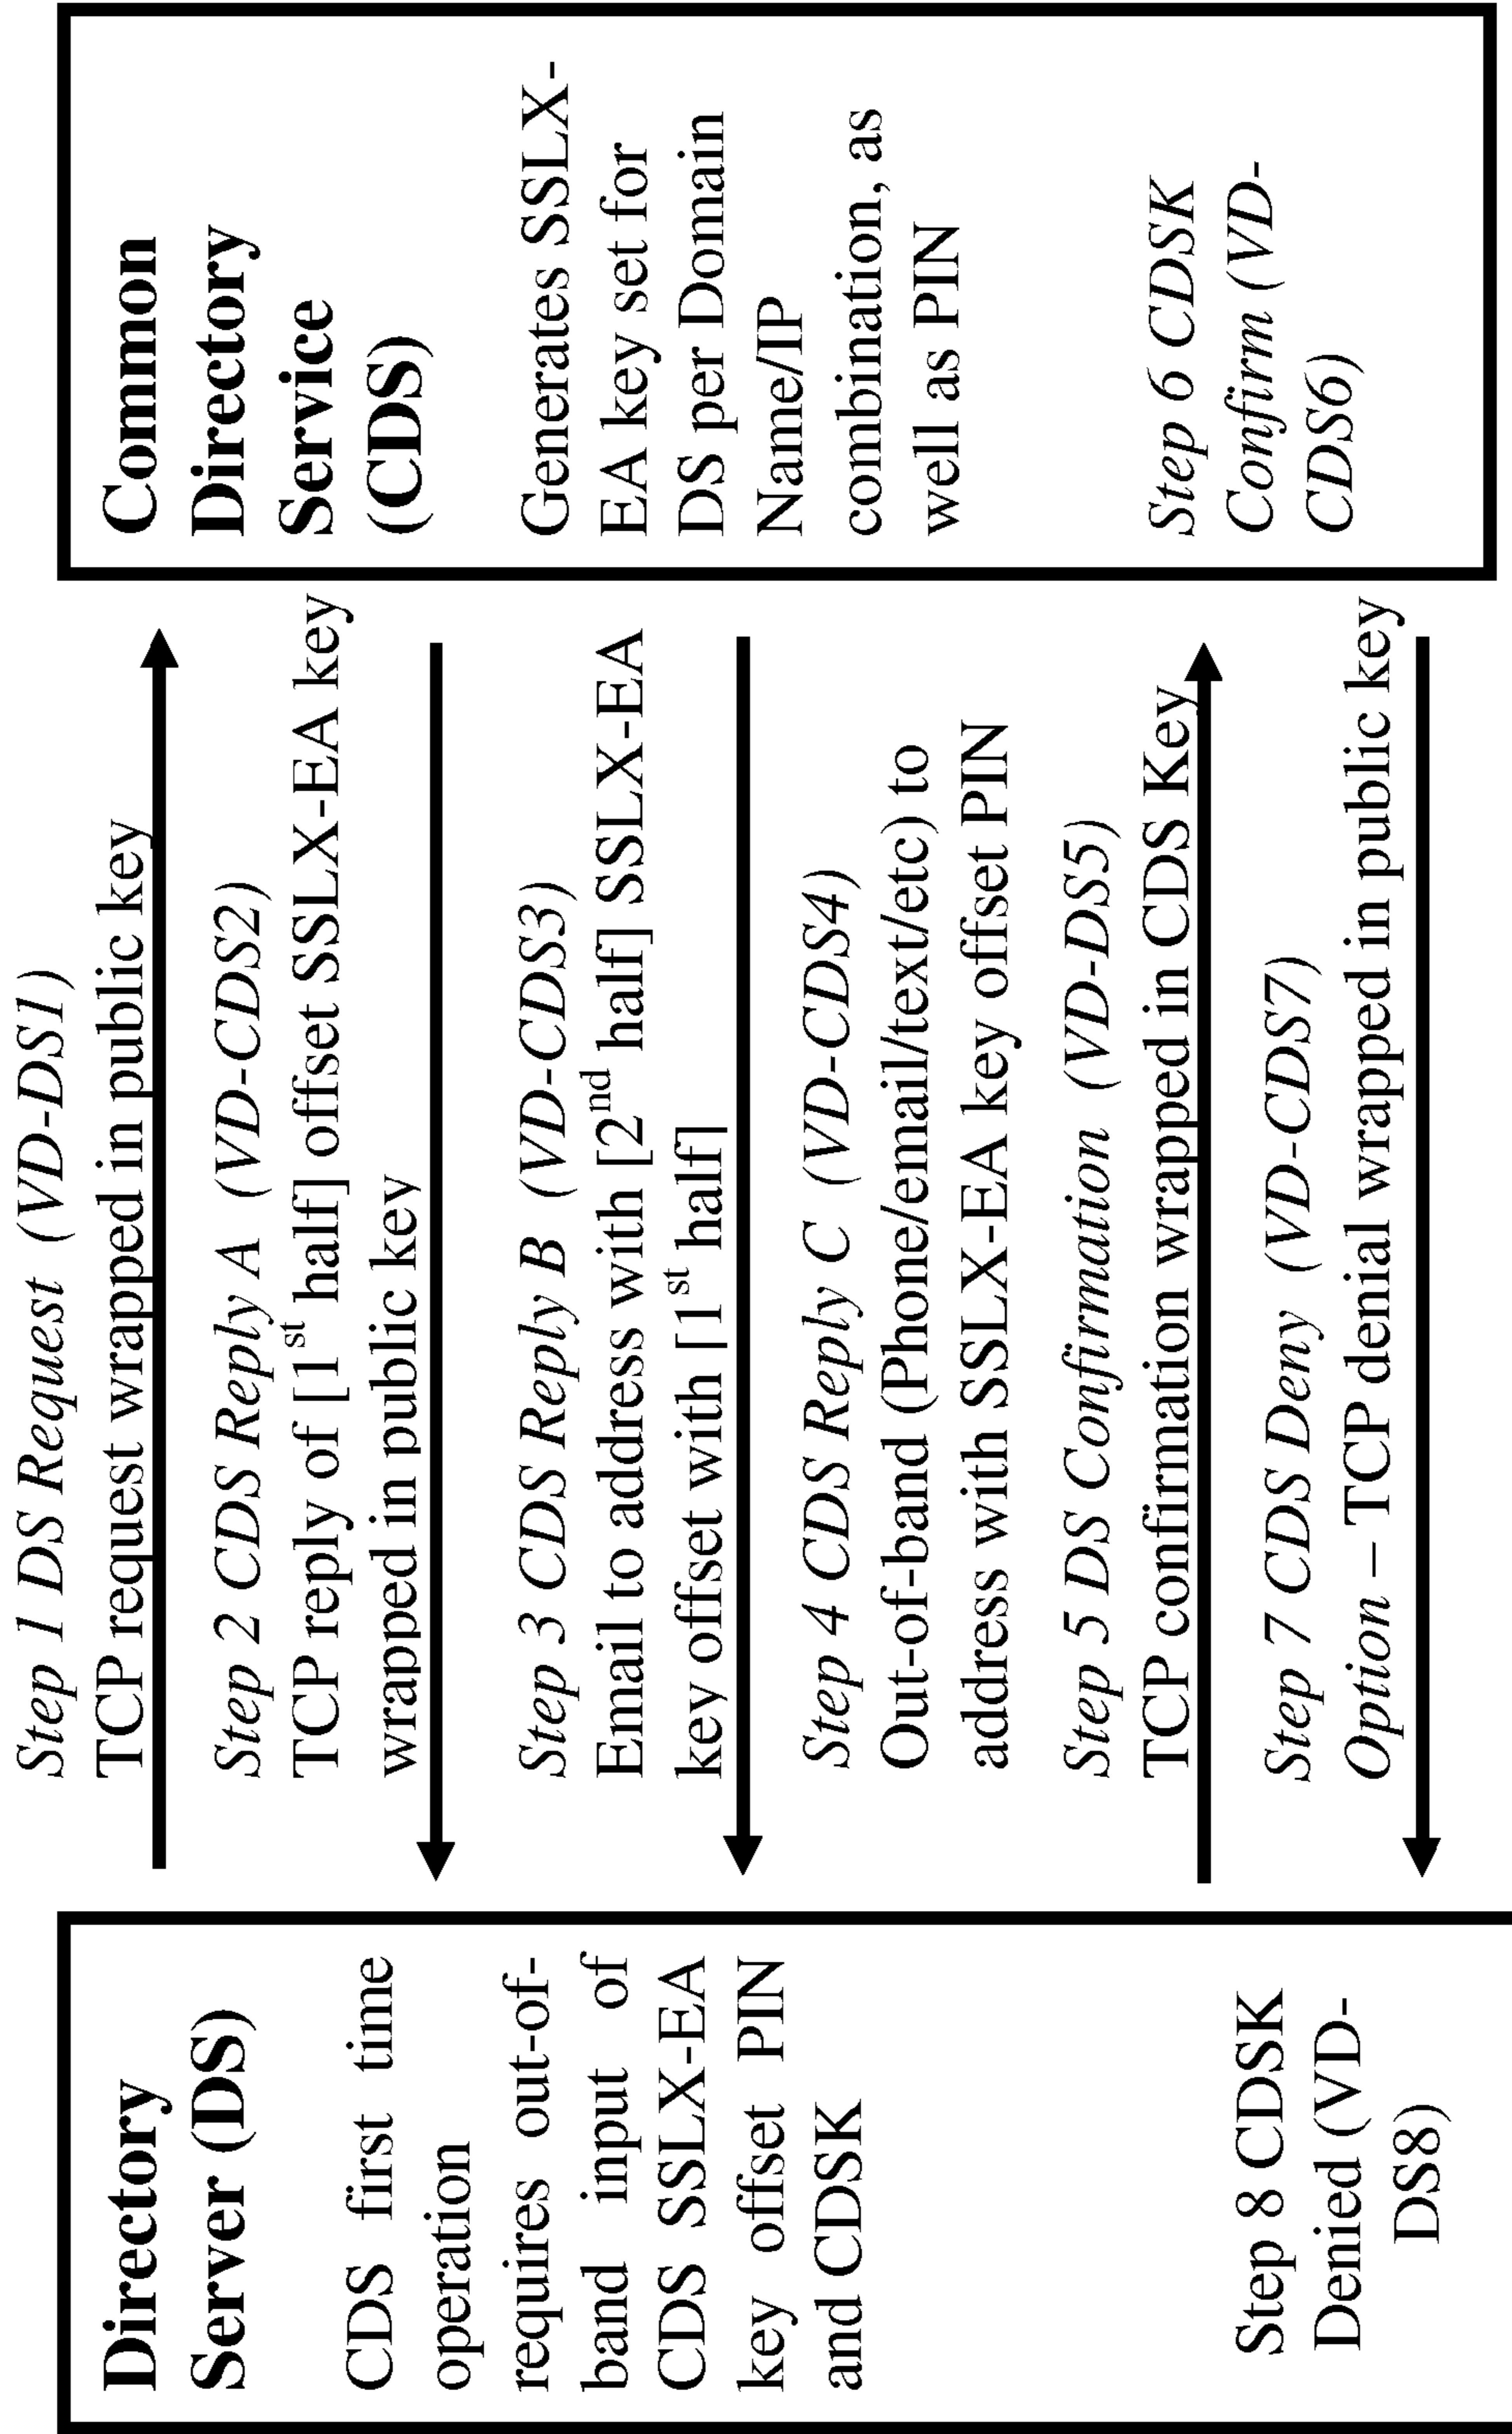 Directory
Server (DS)
CDS first time
operation
requires out-of-
band input of
CDS SSLX-EA
key offset PIN
and CDSK
Step 8 CDSK
Denied (VD-
DS8)
Step 1 DS Request (VD-DS1)
TCP request wrapped in public key
Step 2 CDS Reply A (VD-CDS2)
TCP reply of [1st half] offset SSLX-EA key
wrapped in public key
Step 3 CDS Reply B (VD-CDS3)
Email to address with [2nd half] SSLX-EA
key offset with [1st half]
Step 4 CDS Reply C (VD-CDS4)
Out-of-band (Phone/email/text/etc) to
address with SSLX-EA key offset PIN
Step 5 DS Confirmation (VD-DS5)
TCP confirmation wrapped in CDS Key
Step 7 CDS Deny (VD-CDS7)
Option – TCP denial wrapped in public key
Common
Directory
Service
(CDS)
Generates SSLX-
EA key set for
DS per Domain
Name/IP
combination, as
well as PIN
Step 6 CDSK
Confirm (VD-
CDS6)